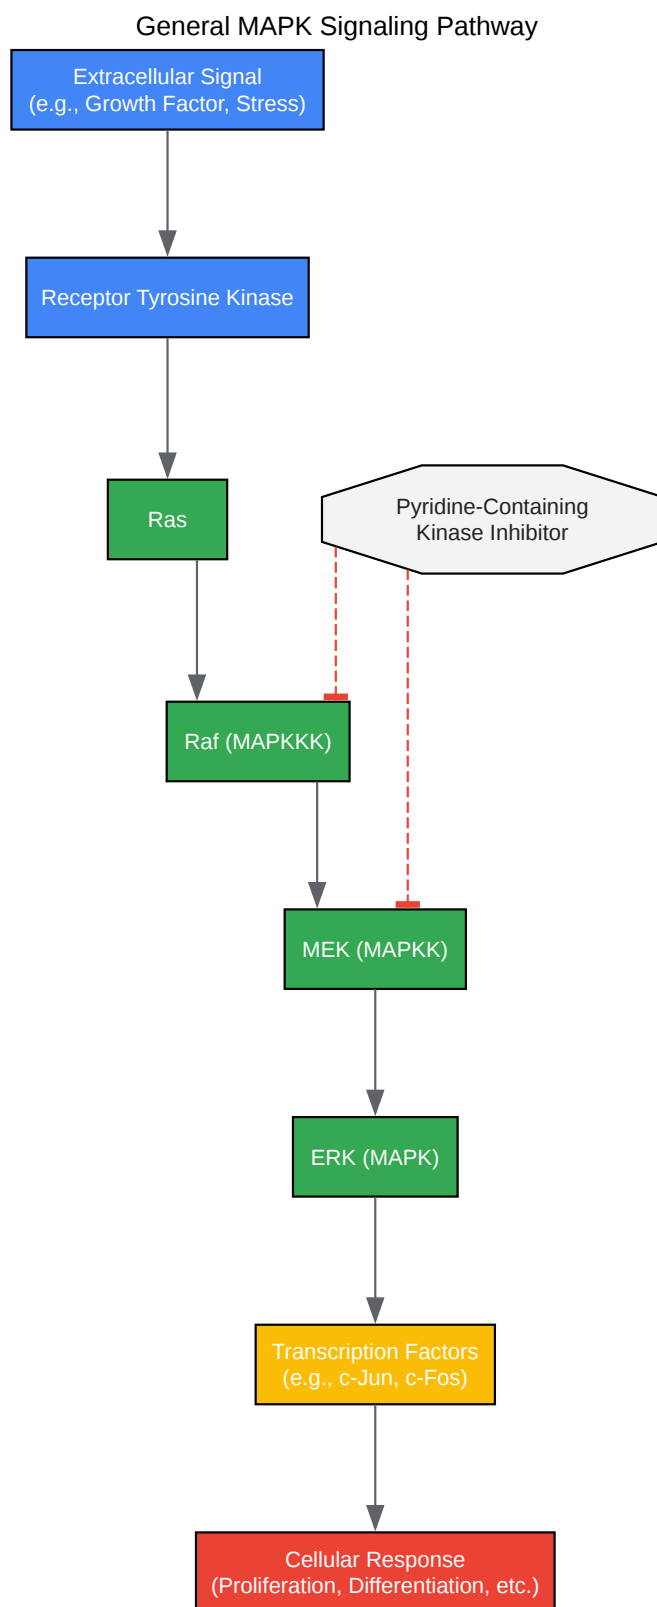 General MAPK Signaling Pathway
Extracellular Signal
(e.g., Growth Factor, Stress)
Receptor Tyrosine Kinase
Ras
Pyridine-Containing
Kinase Inhibitor
Raf (MAPKKK)
MEK (MAPKK)
ERK (MAPK)
Transcription Factors
(e.g., c-Jun, c-Fos)
Cellular Response
(Proliferation, Differentiation, etc.)